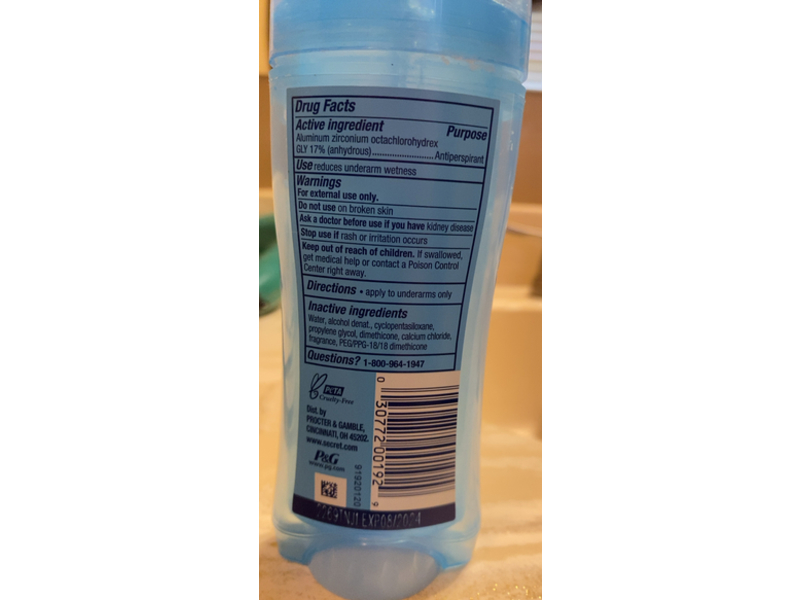 Drug Facts
Active ingredient Purpose
Aluminum zirconium octachlorohydrex
GLY 17% (anhydrous)............................Antiperspirant
Use reduces underarm wetness
Warnings
For external use only.
Do not use on broken skin
Ask a doctor before use if you have kidney disease
Stop use if rash or irritation occurs
Keep out of reach of children. If swallowed,
get medical help or contact a Poison Control
Center right away.
Directions • apply to underarms only
Inactive ingredients
Water, alcohol denat., cyclopentasiloxane,
propylene glycol, dimethicone, calcium chloride,
fragrance, PEG/PPG-18/18 dimethicone
Questions? 1-800-964-1947
PETA
Cruelty-Free
Dist. by
PROCTER & GAMBLE,
CINCINNATI, OH 45202.
www.secret.com
P&G
www.pg.com
91920120
0 30772 00192 9
EXP08/2024